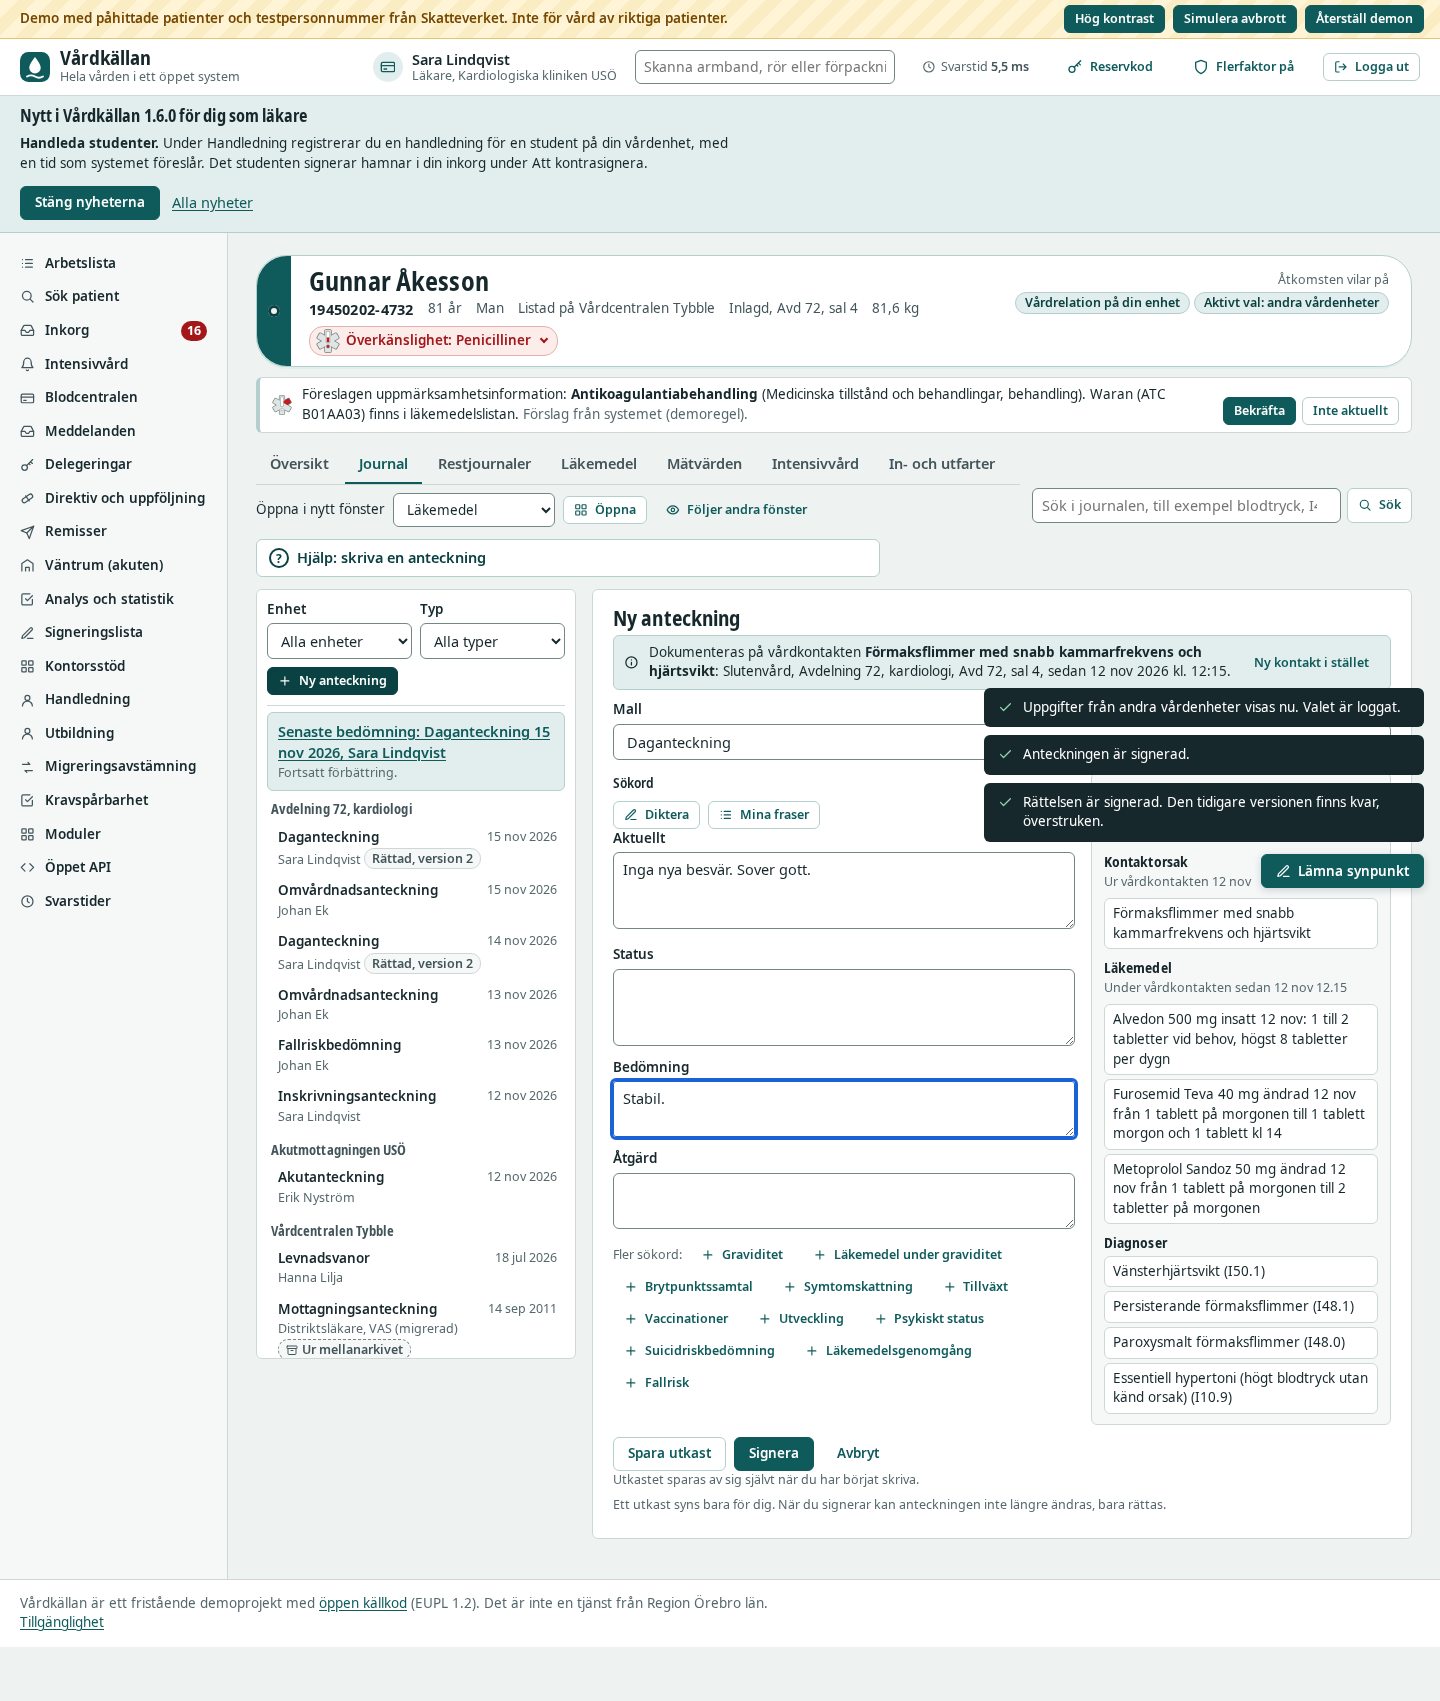 Demo med påhittade patienter och testpersonnummer från Skatteverket. Inte för vård av riktiga patienter.
Hög kontrast
Simulera avbrott
Återställ demon
Vårdkällan
Hela vården i ett öppet system
Sara Lindqvist
Läkare, Kardiologiska kliniken USÖ
Skanna armband, rör eller förpackni
Svarstid 5,5 ms
Reservkod
Flerfaktor på
Logga ut
Nytt i Vårdkällan 1.6.0 för dig som läkare
Handleda studenter. Under Handledning registrerar du en handledning för en student på din vårdenhet, med
en tid som systemet föreslår. Det studenten signerar hamnar i din inkorg under Att kontrasignera.
Stäng nyheterna
Alla nyheter
Arbetslista
Sök patient
Inkorg
16
Intensivvård
Blodcentralen
Meddelanden
Delegeringar
Direktiv och uppföljning
Remisser
Väntrum (akuten)
Analys och statistik
Signeringslista
Kontorsstöd
Handledning
Utbildning
Migreringsavstämning
Kravspårbarhet
Moduler
Öppet API
Svarstider
Gunnar Åkesson
19450202-4732 81 år Man Listad på Vårdcentralen Tybble Inlagd, Avd 72, sal 4 81,6 kg
Överkänslighet: Penicilliner
Åtkomsten vilar på
Vårdrelation på din enhet
Aktivt val: andra vårdenheter
Föreslagen uppmärksamhetsinformation: Antikoagulantiabehandling (Medicinska tillstånd och behandlingar, behandling). Waran (ATC
B01AA03) finns i läkemedelslistan. Förslag från systemet (demoregel).
Bekräfta
Inte aktuellt
Översikt
Journal
Restjournaler
Läkemedel
Mätvärden
Intensivvård
In- och utfarter
Öppna i nytt fönster
Läkemedel
Öppna
Följer andra fönster
Sök i journalen, till exempel blodtryck, I4
Sök
? Hjälp: skriva en anteckning
Enhet
Typ
Alla enheter
Alla typer
Ny anteckning
Senaste bedömning: Daganteckning 15
nov 2026, Sara Lindqvist
Fortsatt förbättring.
Avdelning 72, kardiologi
Daganteckning 15 nov 2026
Sara Lindqvist Rättad, version 2
Omvårdnadsanteckning 15 nov 2026
Johan Ek
Daganteckning 14 nov 2026
Sara Lindqvist Rättad, version 2
Omvårdnadsanteckning 13 nov 2026
Johan Ek
Fallriskbedömning 13 nov 2026
Johan Ek
Inskrivningsanteckning 12 nov 2026
Sara Lindqvist
Akutmottagningen USÖ
Akutanteckning 12 nov 2026
Erik Nyström
Vårdcentralen Tybble
Levnadsvanor 18 jul 2026
Hanna Lilja
Mottagningsanteckning 14 sep 2011
Distriktsläkare, VAS (migrerad)
Ur mellanarkivet
Ny anteckning
Dokumenteras på vårdkontakten Förmaksflimmer med snabb kammarfrekvens och
hjärtsvikt: Slutenvård, Avdelning 72, kardiologi, Avd 72, sal 4, sedan 12 nov 2026 kl. 12:15.
Ny kontakt i stället
Mall
Daganteckning
Sökord
Diktera
Mina fraser
Aktuellt
Inga nya besvär. Sover gott.
Status
Bedömning
Stabil.
Åtgärd
Fler sökord:
Graviditet
Läkemedel under graviditet
Brytpunktssamtal
Symtomskattning
Tillväxt
Vaccinationer
Utveckling
Psykiskt status
Suicidriskbedömning
Läkemedelsgenomgång
Fallrisk
Uppgifter från andra vårdenheter visas nu. Valet är loggat.
Anteckningen är signerad.
Rättelsen är signerad. Den tidigare versionen finns kvar,
överstruken.
Kontaktorsak
Ur vårdkontakten 12 nov
Lämna synpunkt
Förmaksflimmer med snabb
kammarfrekvens och hjärtsvikt
Läkemedel
Under vårdkontakten sedan 12 nov 12.15
Alvedon 500 mg insatt 12 nov: 1 till 2
tabletter vid behov, högst 8 tabletter
per dygn
Furosemid Teva 40 mg ändrad 12 nov
från 1 tablett på morgonen till 1 tablett
morgon och 1 tablett kl 14
Metoprolol Sandoz 50 mg ändrad 12
nov från 1 tablett på morgonen till 2
tabletter på morgonen
Diagnoser
Vänsterhjärtsvikt (I50.1)
Persisterande förmaksflimmer (I48.1)
Paroxysmalt förmaksflimmer (I48.0)
Essentiell hypertoni (högt blodtryck utan
känd orsak) (I10.9)
Spara utkast
Signera
Avbryt
Utkastet sparas av sig självt när du har börjat skriva.
Ett utkast syns bara för dig. När du signerar kan anteckningen inte längre ändras, bara rättas.
Vårdkällan är ett fristående demoprojekt med öppen källkod (EUPL 1.2). Det är inte en tjänst från Region Örebro län.
Tillgänglighet